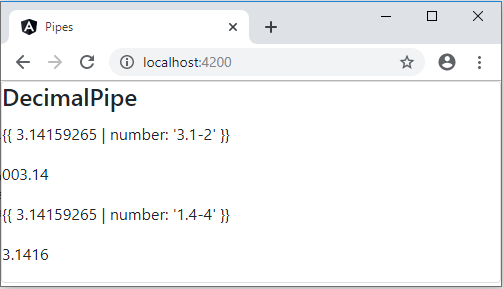 Pipes
localhost:4200
DecimalPipe
{{ 3.14159265 | number: '3.1-2' }}
003.14
{{ 3.14159265 | number: '1.4-4' }}
3.1416